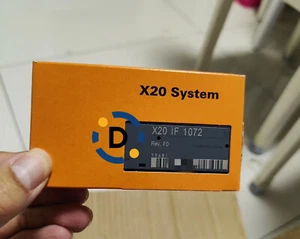 X20 System
D
X20 IF 1072
Rev. F0